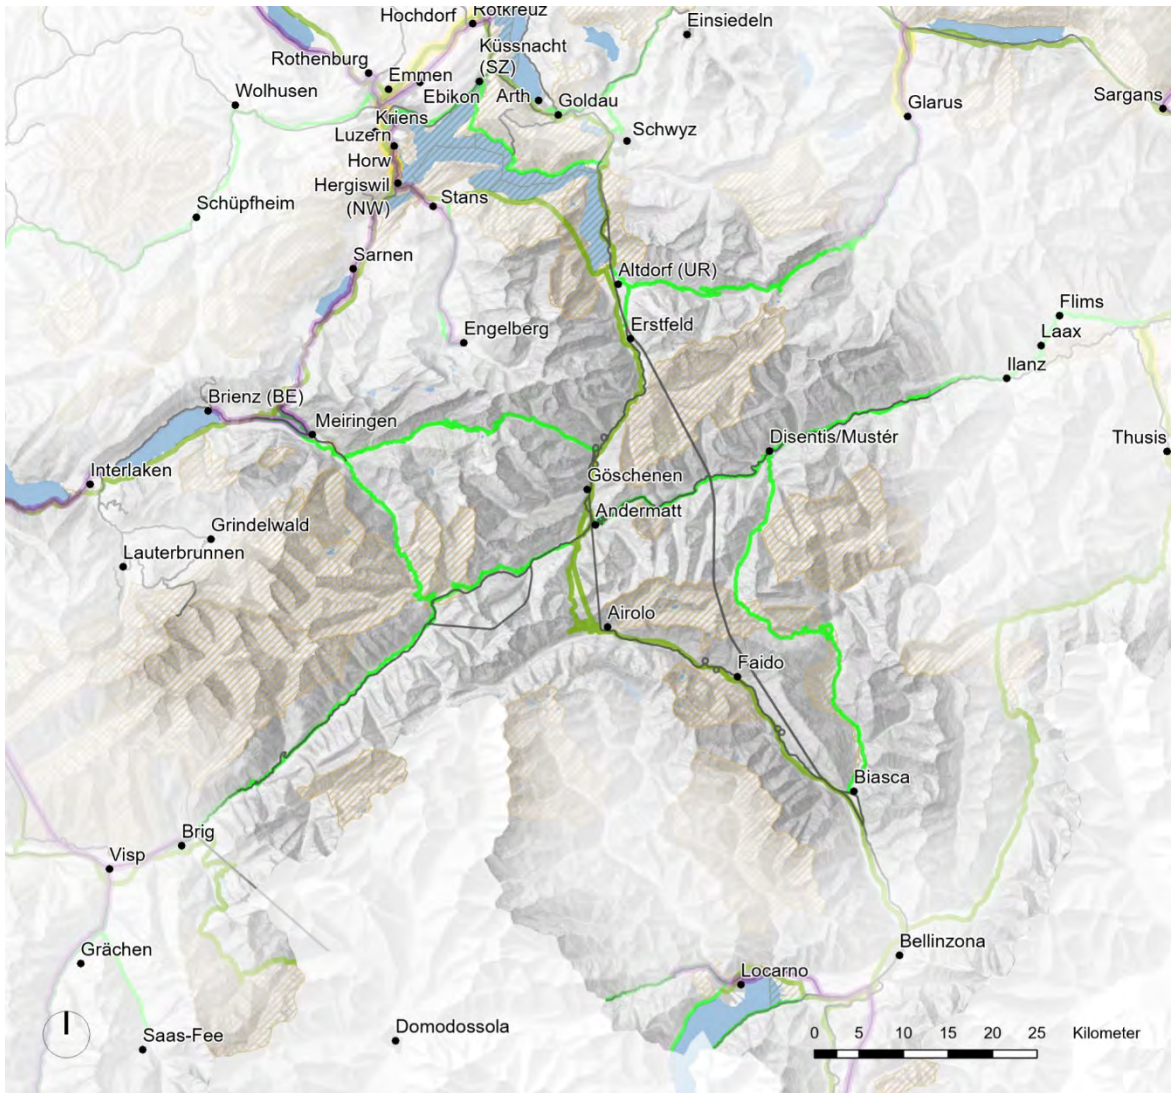 Hochdorf
Rotkreuz
Einsiedeln
Küssnacht
(SZ)
Rothenburg
Emmen
Ebikon
Arth
Goldau
Wolhusen
Glarus
Sargans
Kriens
Luzern
Schwyz
Horw
Hergiswil
(NW)
Stans
Schüpfheim
Sarnen
Altdorf (UR)
Erstfeld
Engelberg
Flims
Laax
Ilanz
Brienz (BE)
Meiringen
Disentis/Mustér
Thusis
Interlaken
Göschenen
Andermatt
Grindelwald
Lauterbrunnen
Airolo
Faido
Biasca
Brig
Visp
Grächen
Bellinzona
Locarno
Domodossola
Saas-Fee
0 5 10 15 20 25 Kilometer